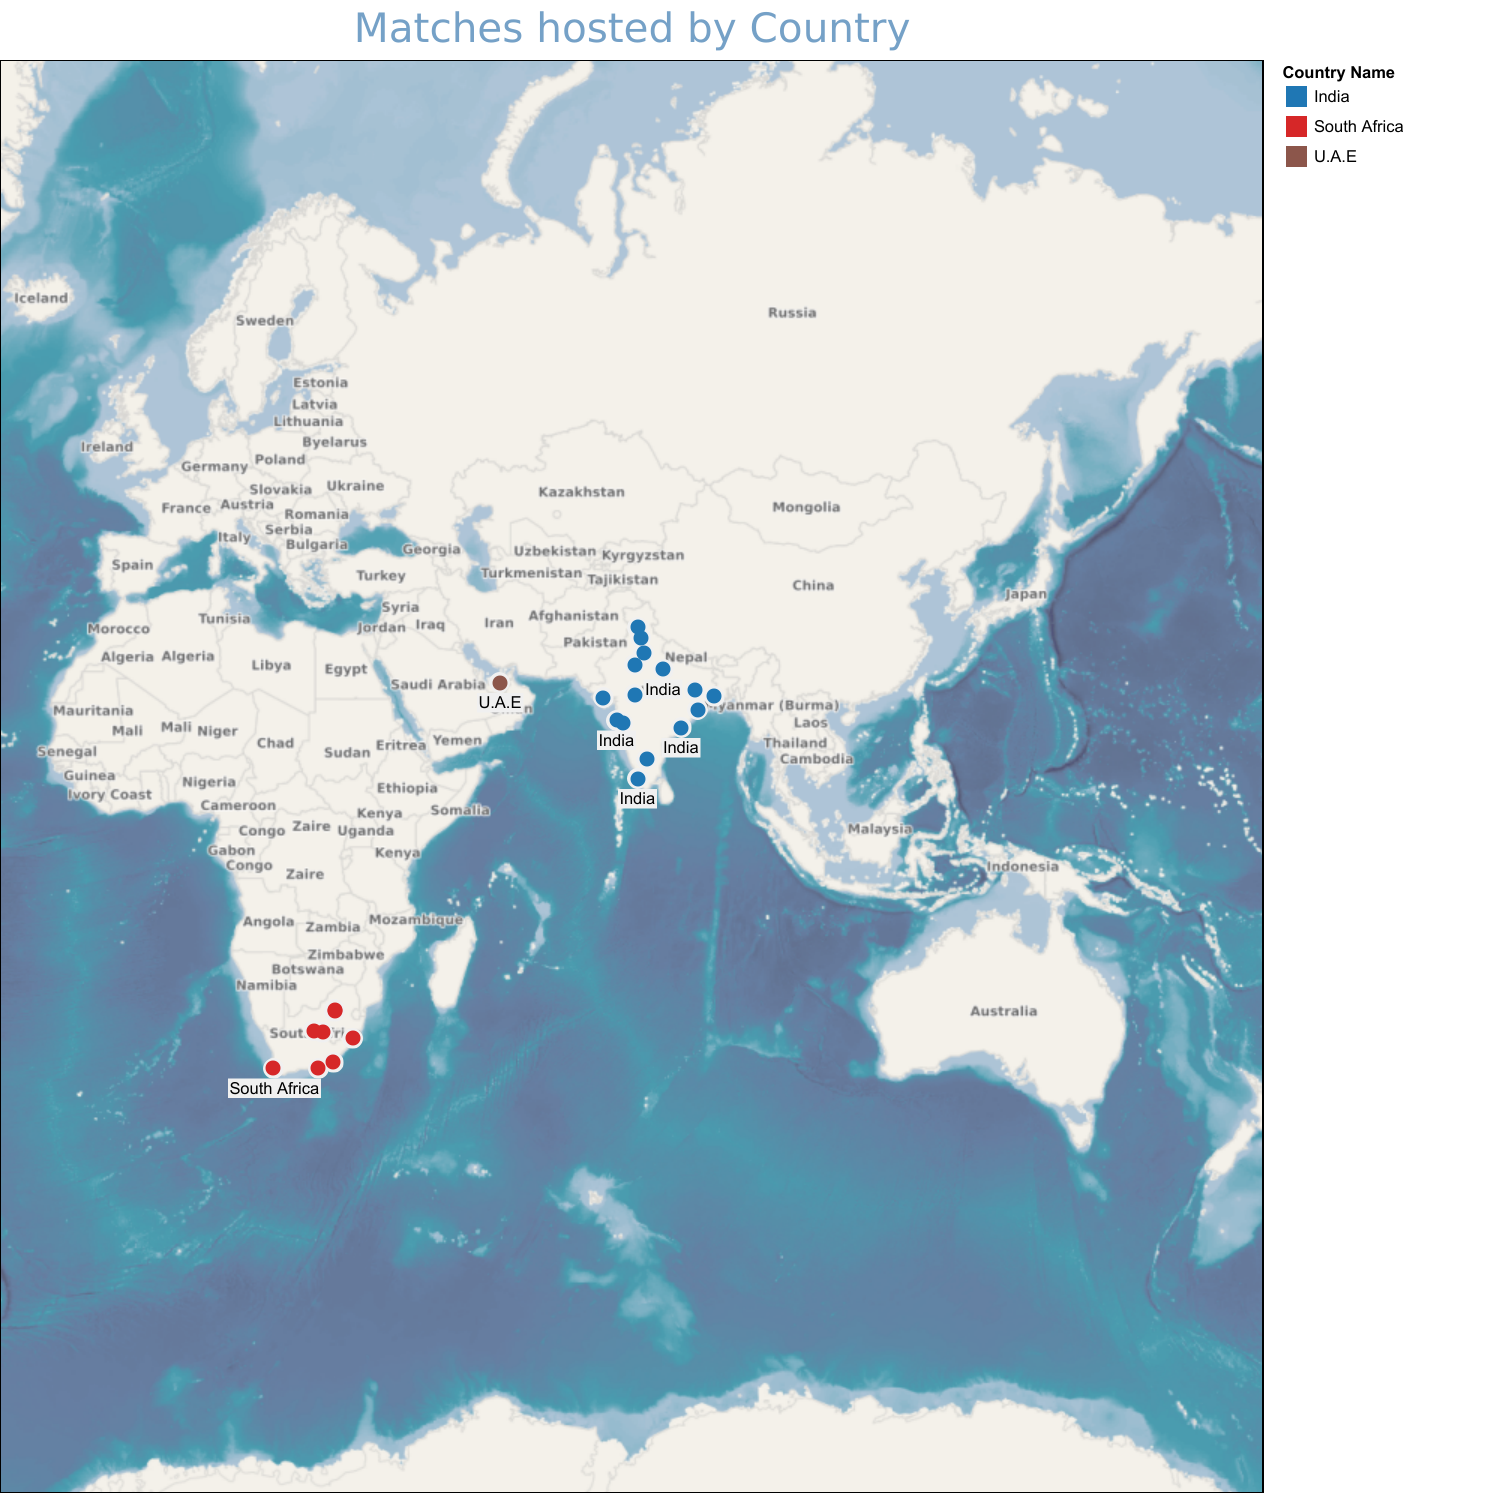 Matches hosted by Country
Country Name
India
South Africa
U.A.E
Iceland
Sweden
Russia
Estonia
Latvia
Lithuania
Byelarus
Ireland
Poland
Germany
Slovakia
Ukraine
Kazakhstan
France
Austria
Mongolia
Romania
Serbia
Italy
Bulgaria
Georgia
Uzbekistan
Kyrgyzstan
Spain
Turkey
Turkmenistan
Tajikistan
China
Japan
Syria
Afghanistan
Tunisia
Morocco
Jordan
Iraq
Iran
Pakistan
Algeria
Algeria
Libya
Egypt
Nepal
Saudi Arabia
India
U.A.E
Mauritania
yanmar (Burma)
Mali
Mali
Niger
Laos
Chad
Eritrea
Yemen
India
Thailand
Senegal
Sudan
India
Cambodia
Guinea
Nigeria
Ethiopia
Ivory Coast
India
Cameroon
Kenya
Somalia
Congo
Zaire
Uganda
Malaysia
Gabon
Kenya
Congo
Zaire
Indonesia
Angola
Zambia
Mozambique
Zimbabwe
Botswana
Namibia
Australia
Sout
fri
South Africa